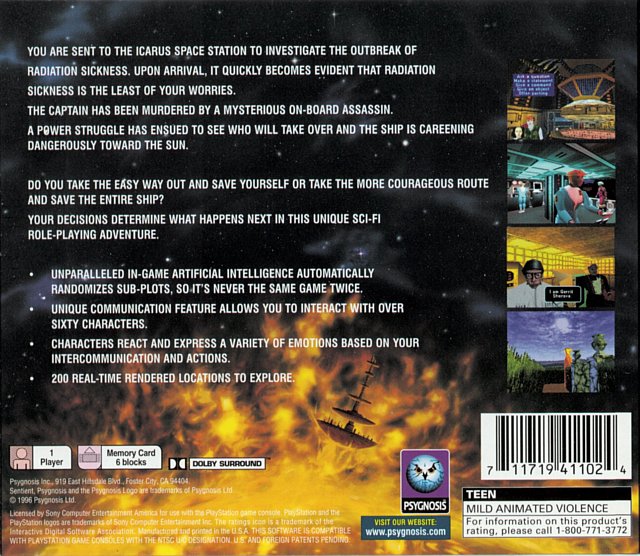 YOU ARE SENT TO THE ICARUS SPACE STATION TO INVESTIGATE THE OUTBREAK OF
RADIATION SICKNESS. UPON ARRIVAL, IT QUICKLY BECOMES EVIDENT THAT RADIATION
SICKNESS IS THE LEAST OF YOUR WORRIES.
THE CAPTAIN HAS BEEN MURDERED BY A MYSTERIOUS ON-BOARD ASSASSIN.
A POWER STRUGGLE HAS ENSUED TO SEE WHO WILL TAKE OVER AND THE SHIP IS CAREENING
DANGEROUSLY TOWARD THE SUN.
DO YOU TAKE THE EASY WAY OUT AND SAVE YOURSELF OR TAKE THE MORE COURAGEOUS ROUTE
AND SAVE THE ENTIRE SHIP?
YOUR DECISIONS DETERMINE WHAT HAPPENS NEXT IN THIS UNIQUE SCI-FI
ROLE-PLAYING ADVENTURE.
• UNPARALLELED IN-GAME ARTIFICIAL INTELLIGENCE AUTOMATICALLY
RANDOMIZES SUB-PLOTS, SO IT'S NEVER THE SAME GAME TWICE.
• UNIQUE COMMUNICATION FEATURE ALLOWS YOU TO INTERACT WITH OVER
SIXTY CHARACTERS.
• CHARACTERS REACT AND EXPRESS A VARIETY OF EMOTIONS BASED ON YOUR
INTERCOMMUNICATION AND ACTIONS.
• 200 REAL-TIME RENDERED LOCATIONS TO EXPLORE.
Ask a question
Make a statement
Give a command
Give an object
Offer parting
I am Gerrit
1
Player
Memory Card
6 blocks
DOLBY SURROUND
Psygnosis Inc., 919 East Hillsdale Blvd., Foster City, CA 94404.
Sentient, Psygnosis and the Psygnosis Logo are trademarks of Psygnosis Ltd.
© 1996 Psygnosis Ltd.
Licensed by Sony Computer Entertainment America for use with the PlayStation game console. PlayStation and the
PlayStation logos are trademarks of Sony Computer Entertainment Inc. The ratings icon is a trademark of the
Interactive Digital Software Association. Manufactured and printed in the U.S.A. THIS SOFTWARE IS COMPATIBLE
WITH PLAYSTATION GAME CONSOLES WITH THE NTSC U/C DESIGNATION. U.S. AND FOREIGN PATENTS PENDING.
PSYGNOSIS
VISIT OUR WEBSITE:
www.psygnosis.com
7 11719 41102 4
TEEN
MILD ANIMATED VIOLENCE
For information on this product's
rating, please call 1-800-771-3772